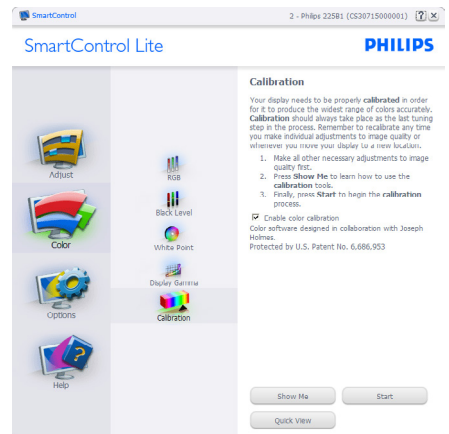 SmartControl
2 - Philips 225B1 (CS30715000001) ? x
SmartControl Lite
PHILIPS
Adjust
Color
Options
Help
RGB
Black Level
White Point
Display Gamma
Calibration
Calibration
Your display needs to be properly calibrated in order
for it to produce the widest range of colors accurately.
Calibration should always take place as the last tuning
step in the process. Remember to recalibrate any time
you make individual adjustments to image quality or
whenever you move your display to a new location.
1. Make all other necessary adjustments to image
quality first.
2. Press Show Me to learn how to use the
calibration tools.
3. Finally, press Start to begin the calibration
process.
Enable color calibration
Color software designed in collaboration with Joseph
Holmes.
Protected by U.S. Patent No. 6,686,953
Show Me
Start
Quick View